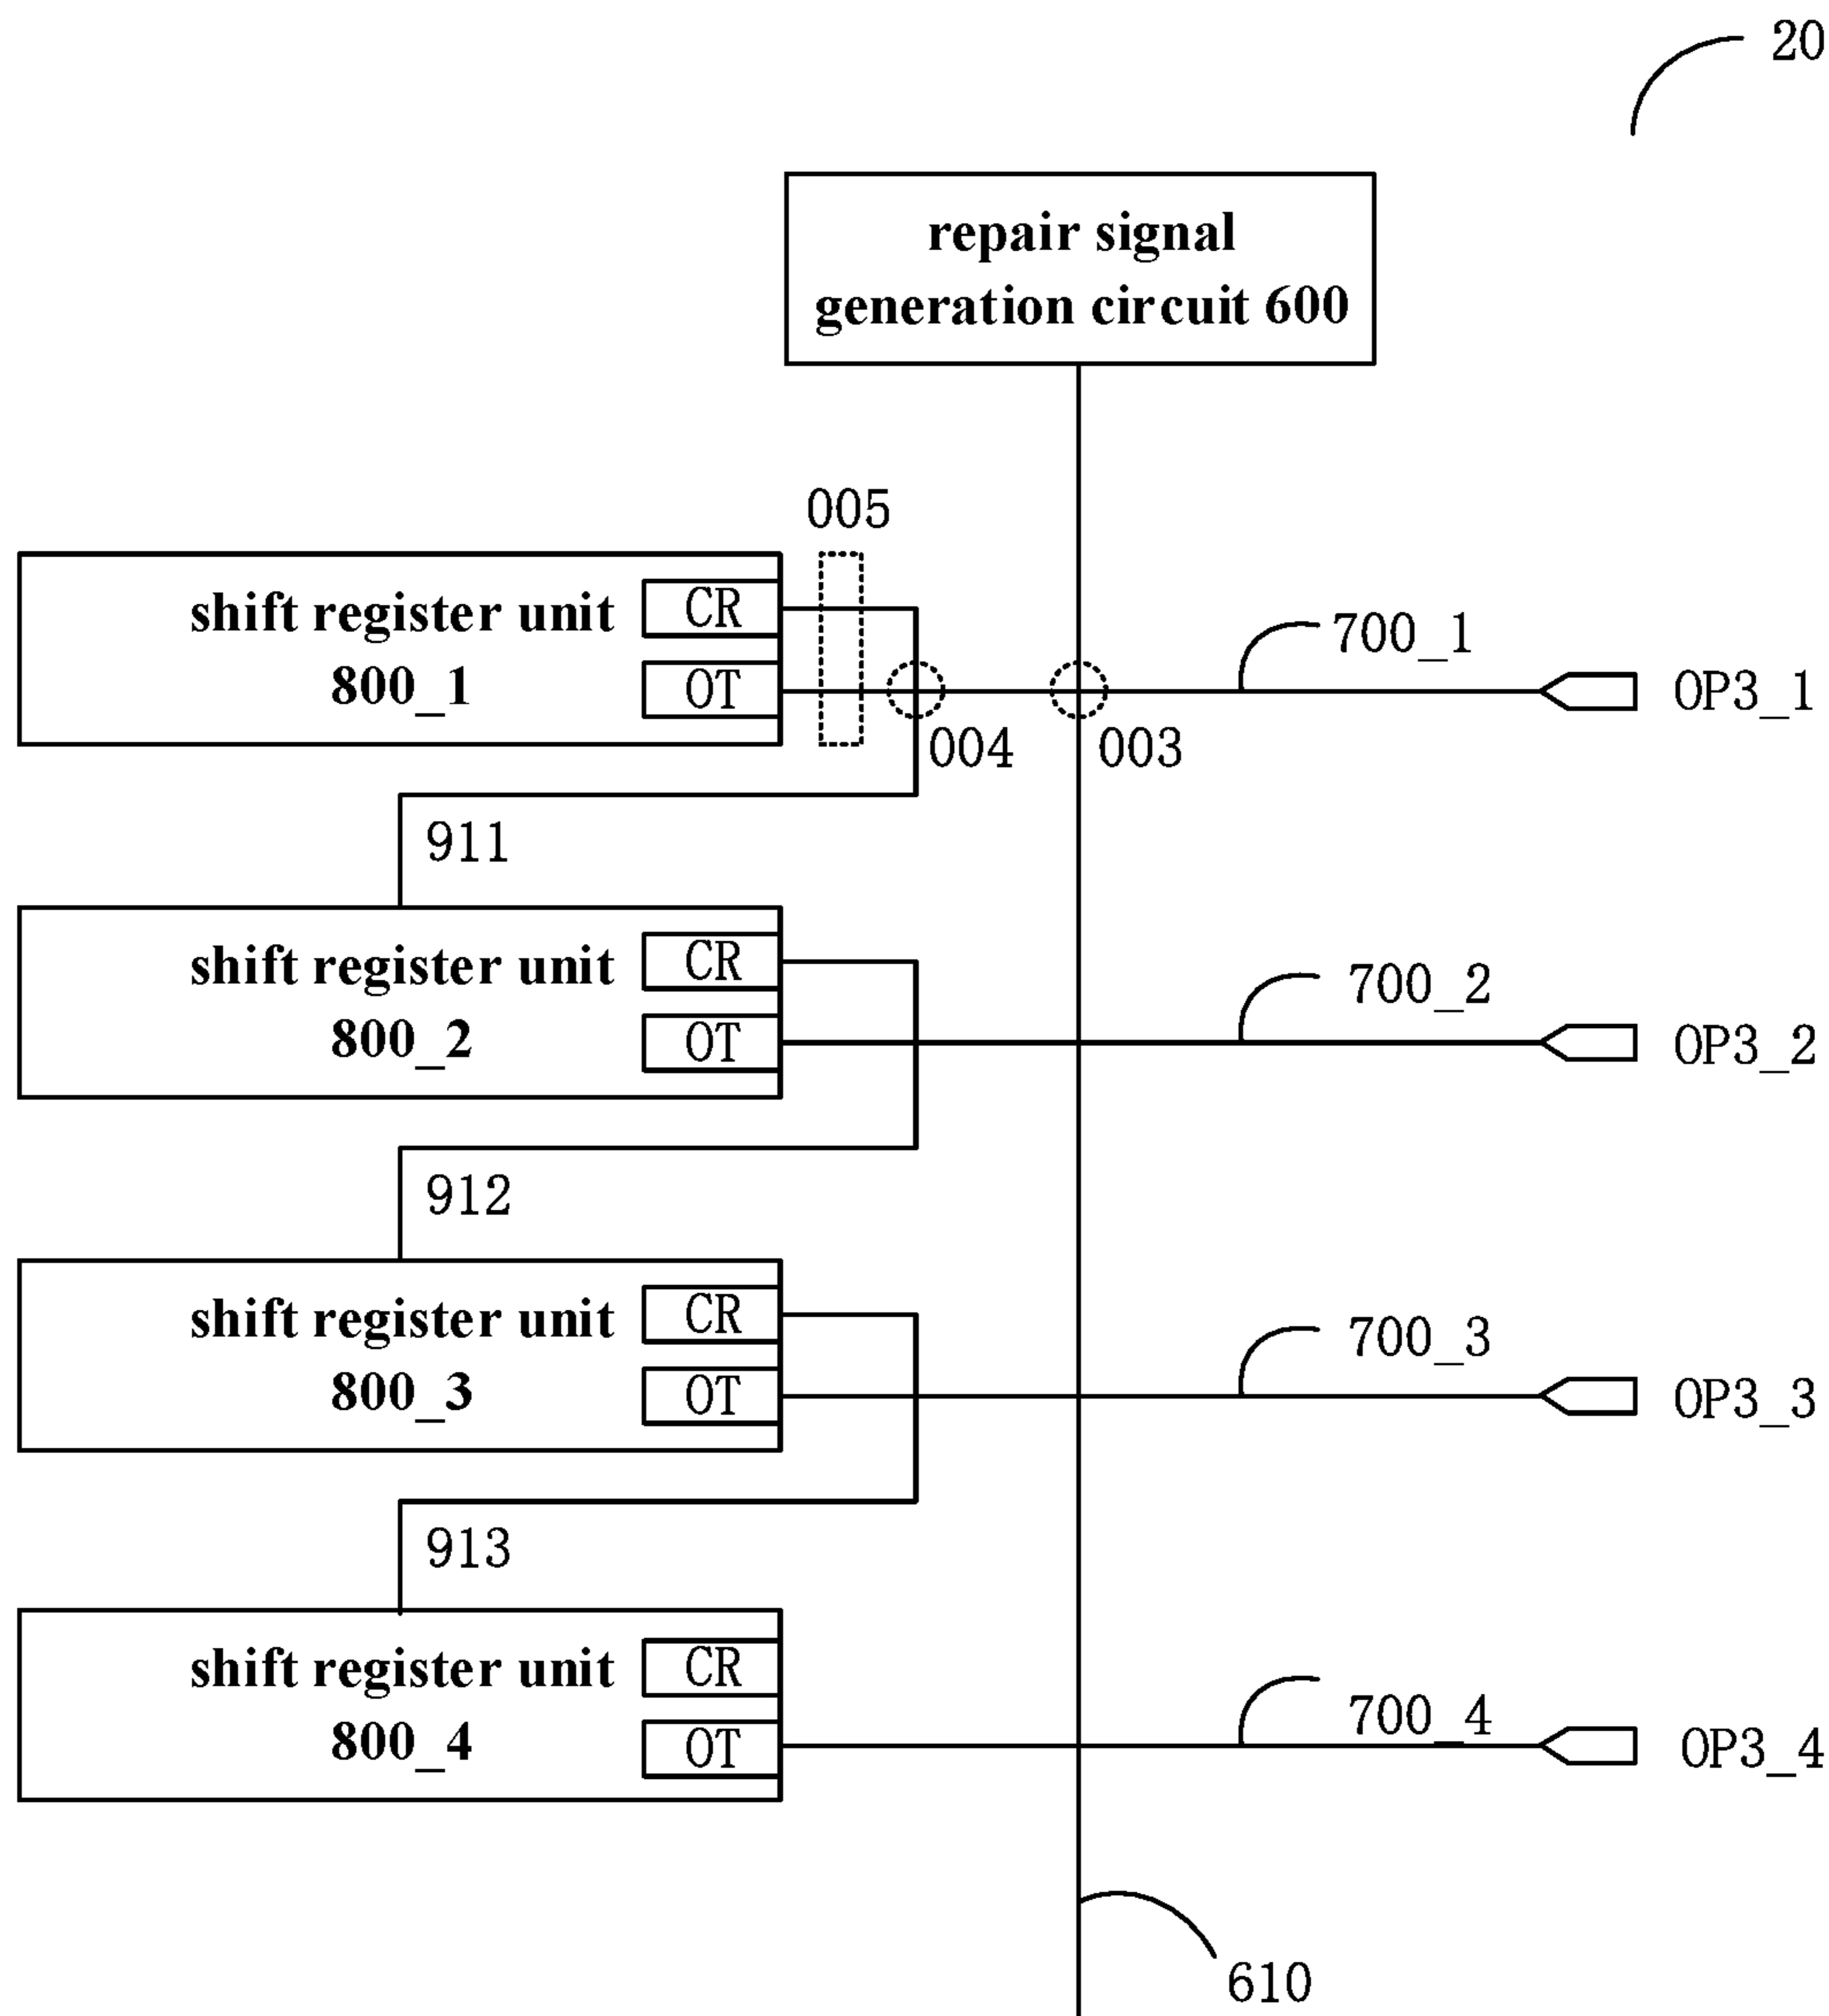 20
repair signal
generation circuit 600
005
shift register unit
800_1
CR
OT
700_1
OP3_1
004
003
911
shift register unit
800_2
CR
OT
700_2
OP3_2
912
shift register unit
800_3
CR
OT
700_3
OP3_3
913
shift register unit
800_4
CR
OT
700_4
OP3_4
610